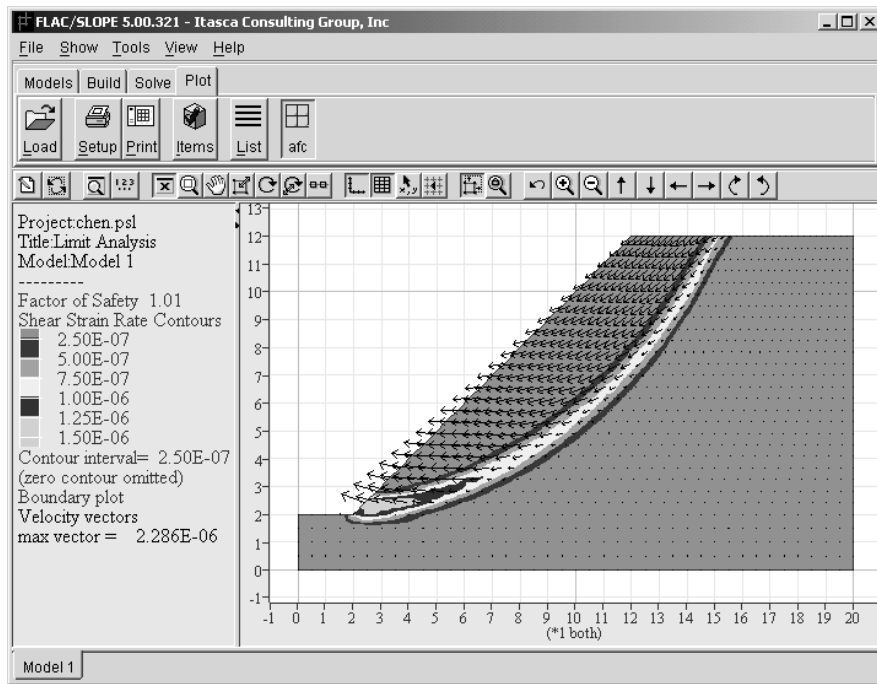 FLAC/SLOPE 5.00.321 - Itasca Consulting Group, Inc
File Show Tools View Help
Models Build Solve Plot
Load Setup Print Items List afc
1.2.3
x,y
Project:chen.psl
Title:Limit Analysis
Model:Model 1
----------
Factor of Safety 1.01
Shear Strain Rate Contours
2.50E-07
5.00E-07
7.50E-07
1.00E-06
1.25E-06
1.50E-06
Contour interval= 2.50E-07
(zero contour omitted)
Boundary plot
Velocity vectors
max vector = 2.286E-06
13
12
11
10
9
8
7
6
5
4
3
2
1
0
-1
-1 0 1 2 3 4 5 6 7 8 9 10 11 12 13 14 15 16 17 18 19 20
(*1 both)
Model 1